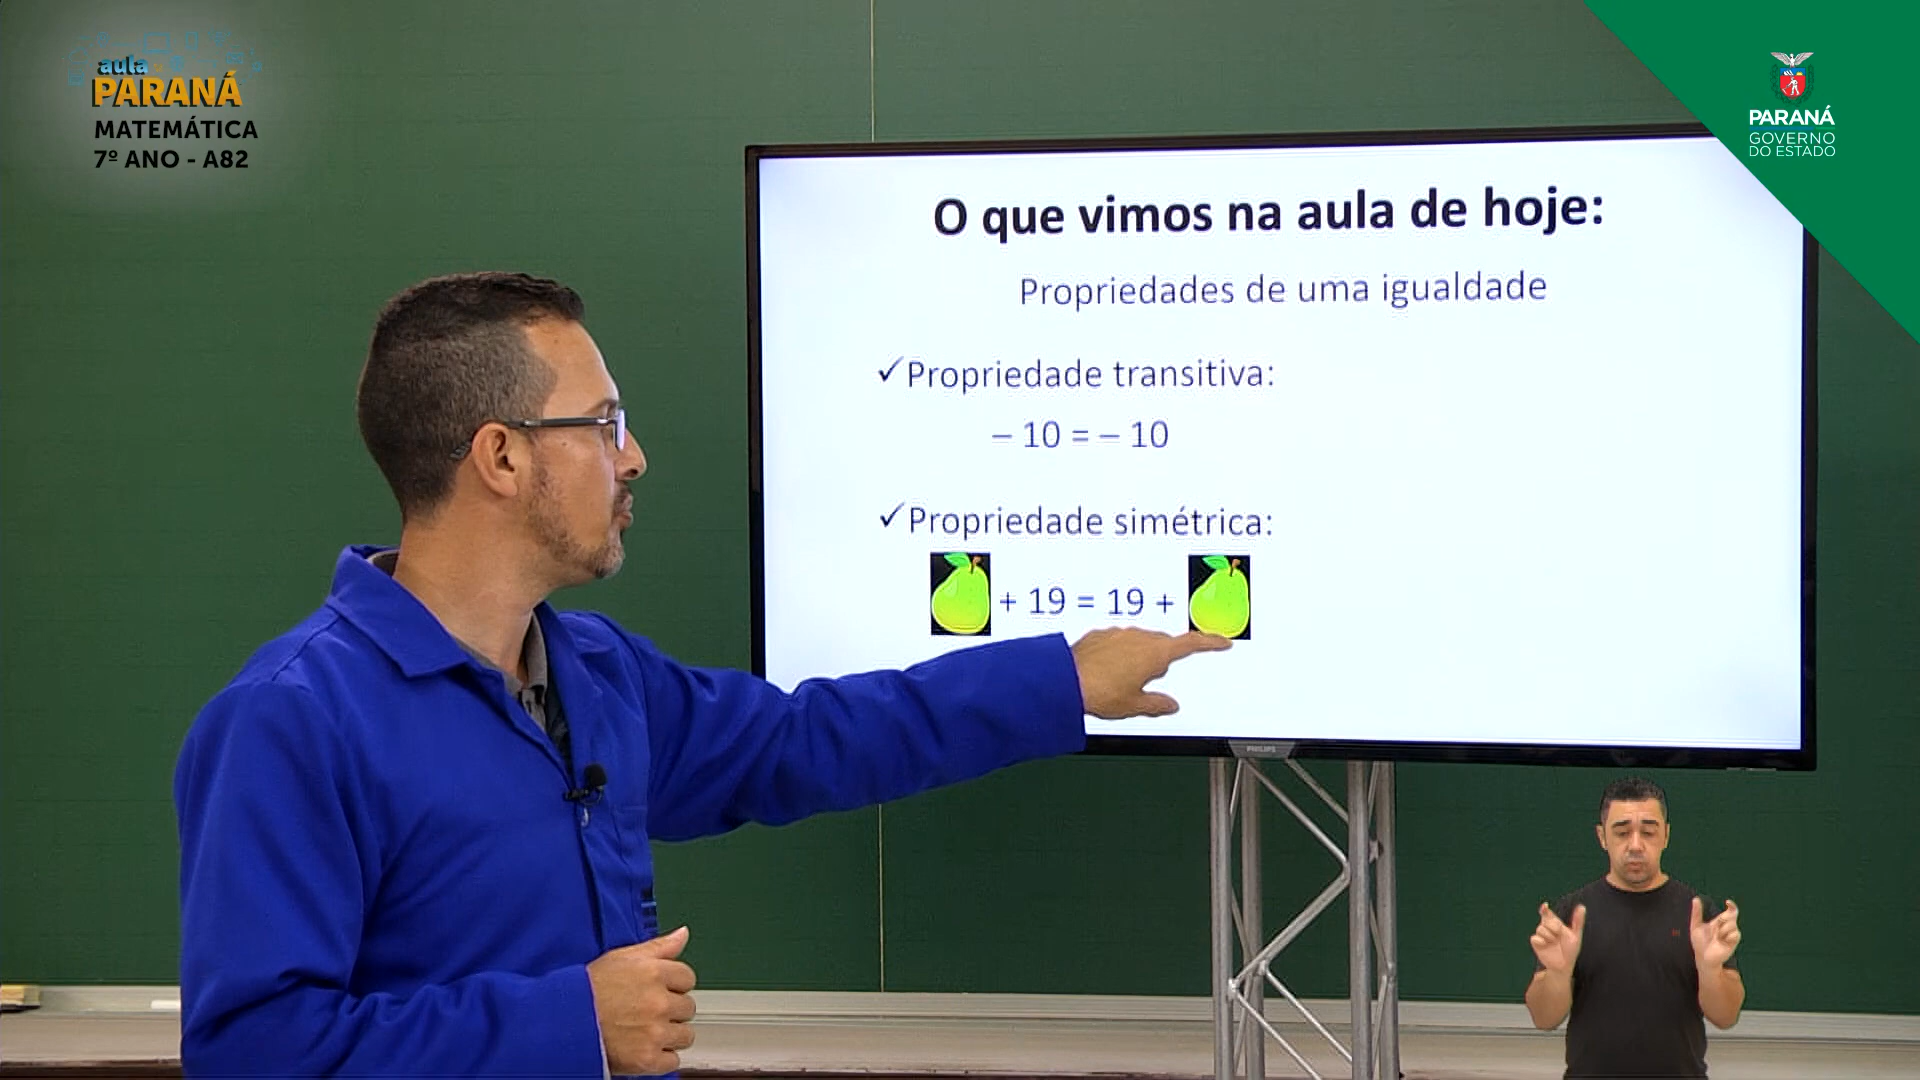 aula
PARANÁ
MATEMÁTICA
7º ANO - A82
PARANÁ
GOVERNO
DO ESTADO
O que vimos na aula de hoje:
Propriedades de uma igualdade
✓Propriedade transitiva:
– 10 = – 10
✓Propriedade simétrica:
+ 19 = 19 +
PHILIPS